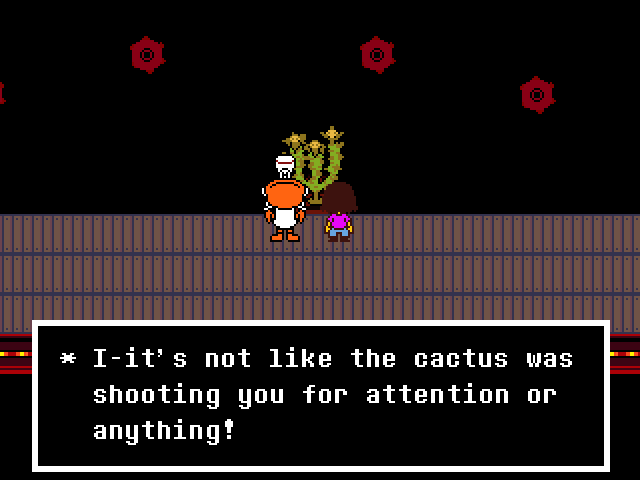 * I-it's not like the cactus was
shooting you for attention or
anything!